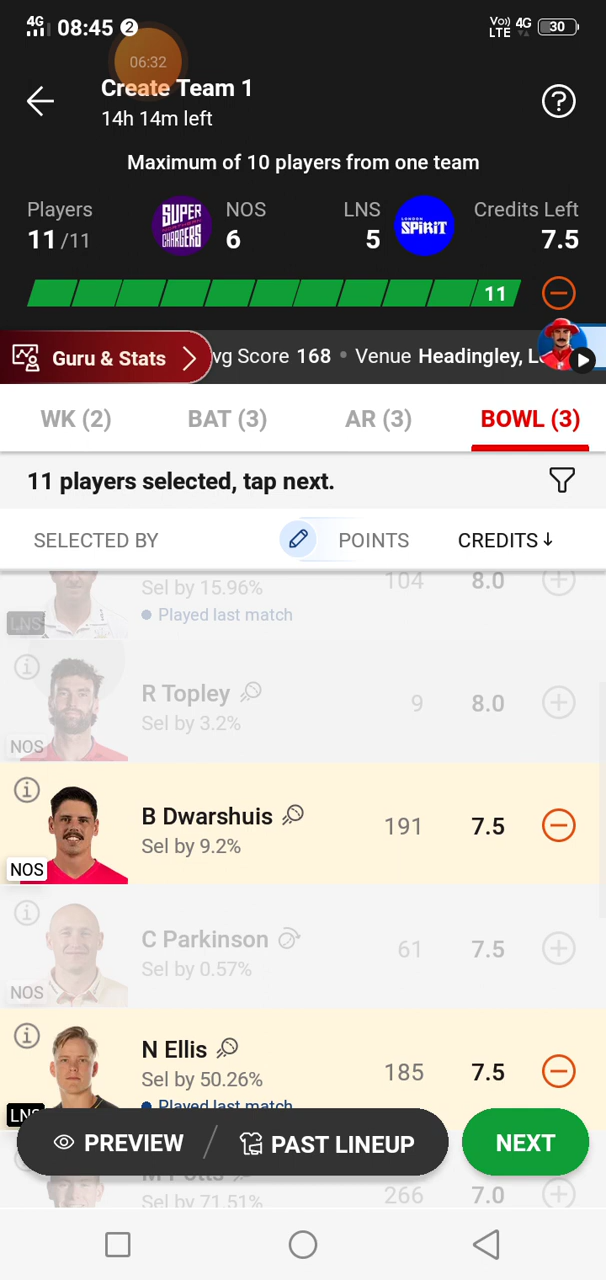 4G 08:45 2 Vo) LTE 4G 30
06:32
Create Team 1
14h 14m left
Maximum of 10 players from one team
Players NOS LNS Credits Left
SUPER CHARGERS
LONDON SPIRIT
11/11 6 5 7.5
11
Guru & Stats vg Score 168 • Venue Headingley, L
WK (2) BAT (3) AR (3) BOWL (3)
11 players selected, tap next.
SELECTED BY POINTS CREDITS↓
Sel by 15.96% 104 8.0
Played last match
LNS
R Topley 9 8.0
Sel by 3.2%
NOS
B Dwarshuis 191 7.5
Sel by 9.2%
NOS
C Parkinson 61 7.5
Sel by 0.57%
NOS
N Ellis 185 7.5
Sel by 50.26%
Played last match
LNS
PREVIEW / PAST LINEUP NEXT
M Potts 266 7.0
Sel by 71.51%